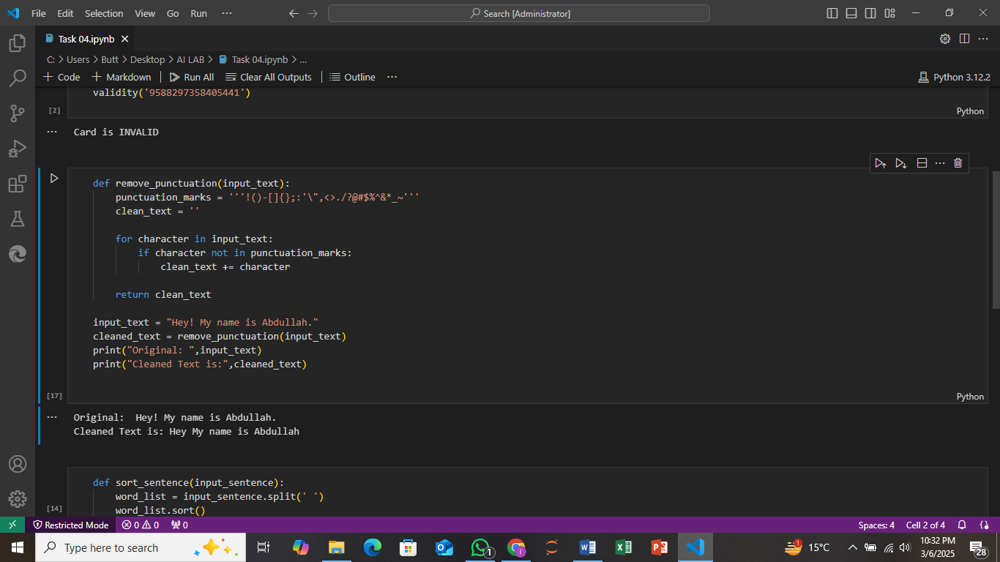 File Edit Selection View Go Run ··· Search [Administrator]
Task 04.ipynb
C: > Users > Butt > Desktop > AI LAB > Task 04.ipynb > ...
+ Code + Markdown | Run All Clear All Outputs | Outline ··· Python 3.12.2
validity('9588297358405441')
[2] Python
··· Card is INVALID
def remove_punctuation(input_text):
    punctuation_marks = '''!()-[]{};:'\",<>./?@#$%^&*_~'''
    clean_text = ''
    for character in input_text:
        if character not in punctuation_marks:
            clean_text += character
    return clean_text
input_text = "Hey! My name is Abdullah."
cleaned_text = remove_punctuation(input_text)
print("Original: ",input_text)
print("Cleaned Text is:",cleaned_text)
[17] Python
··· Original:  Hey! My name is Abdullah.
Cleaned Text is: Hey My name is Abdullah
def sort_sentence(input_sentence):
    word_list = input_sentence.split(' ')
[14]     word_list.sort()
Restricted Mode 0 0 0 Spaces: 4 Cell 2 of 4
Type here to search 1 1 15°C 10:32 PM
3/6/2025 28